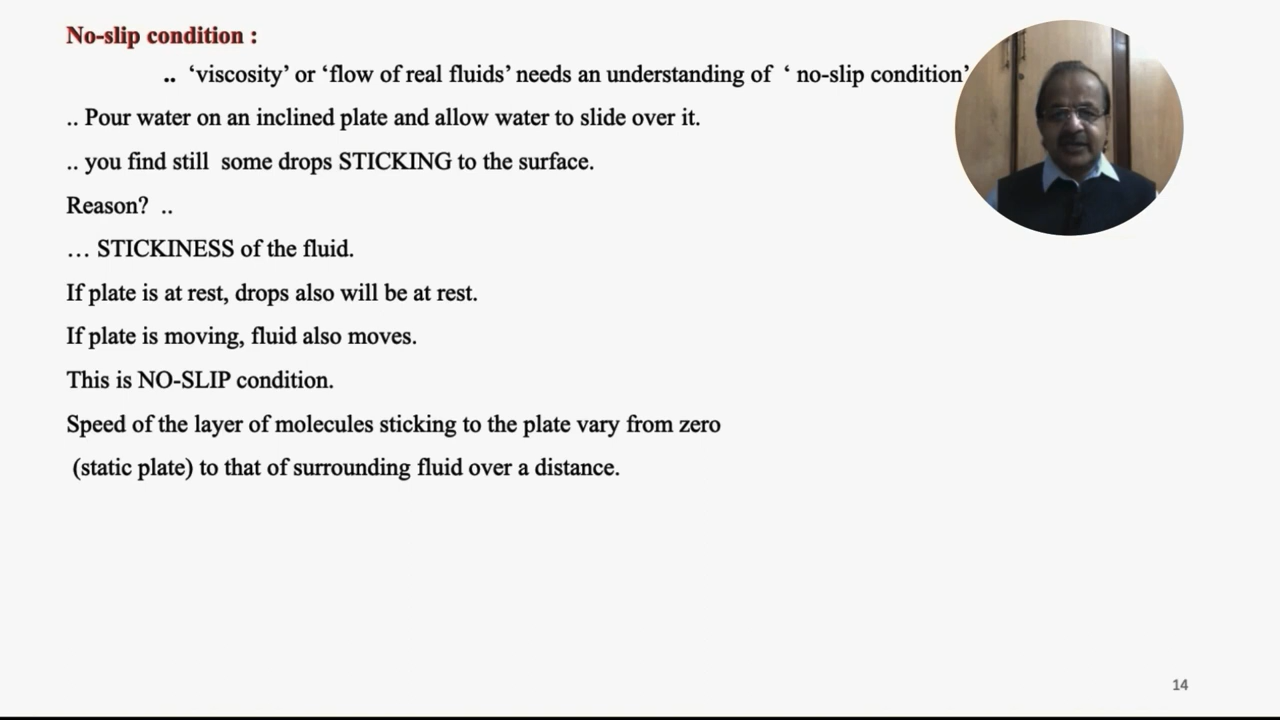 No-slip condition :
.. ‘viscosity’ or ‘flow of real fluids’ needs an understanding of ‘ no-slip condition’
.. Pour water on an inclined plate and allow water to slide over it.
.. you find still some drops STICKING to the surface.
Reason? ..
… STICKINESS of the fluid.
If plate is at rest, drops also will be at rest.
If plate is moving, fluid also moves.
This is NO-SLIP condition.
Speed of the layer of molecules sticking to the plate vary from zero
(static plate) to that of surrounding fluid over a distance.
14